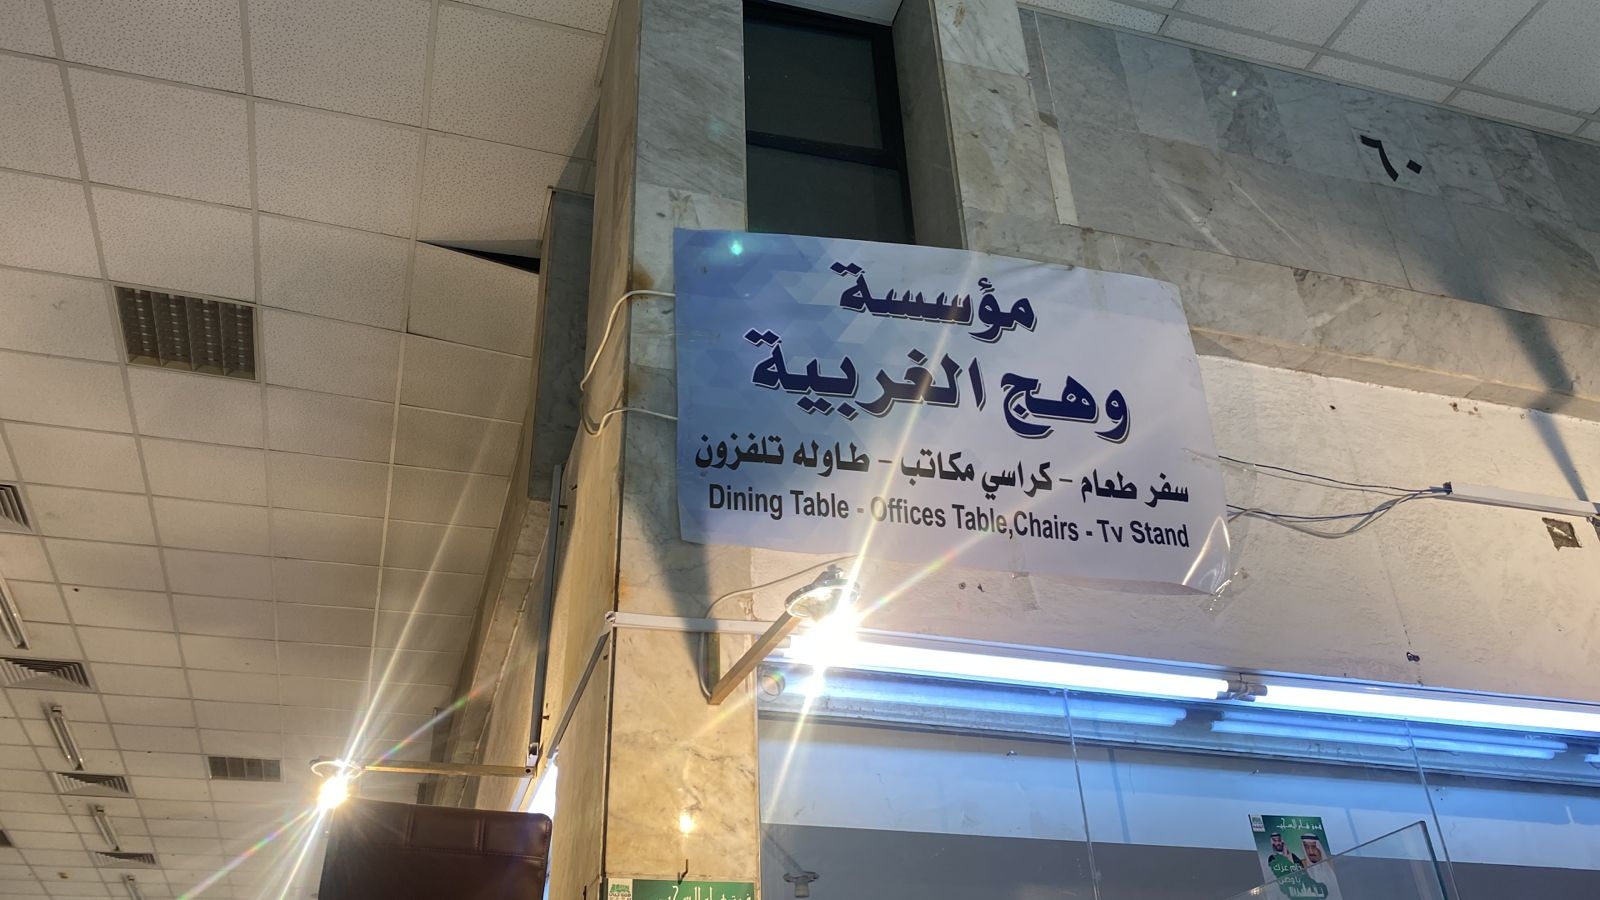 ٦٠
مؤسسة
وهج الغربية
سفر طعام - كراسي مكاتب - طاوله تلفزون
Dining Table - Offices Table,Chairs - Tv Stand